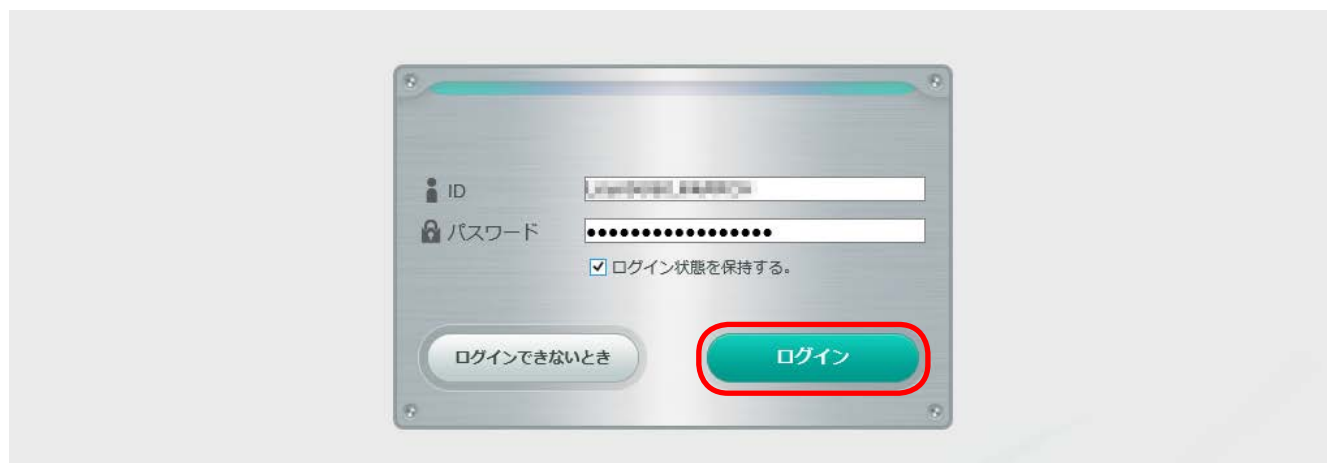 ID
パスワード
ログイン状態を保持する。
ログインできないとき
ログイン